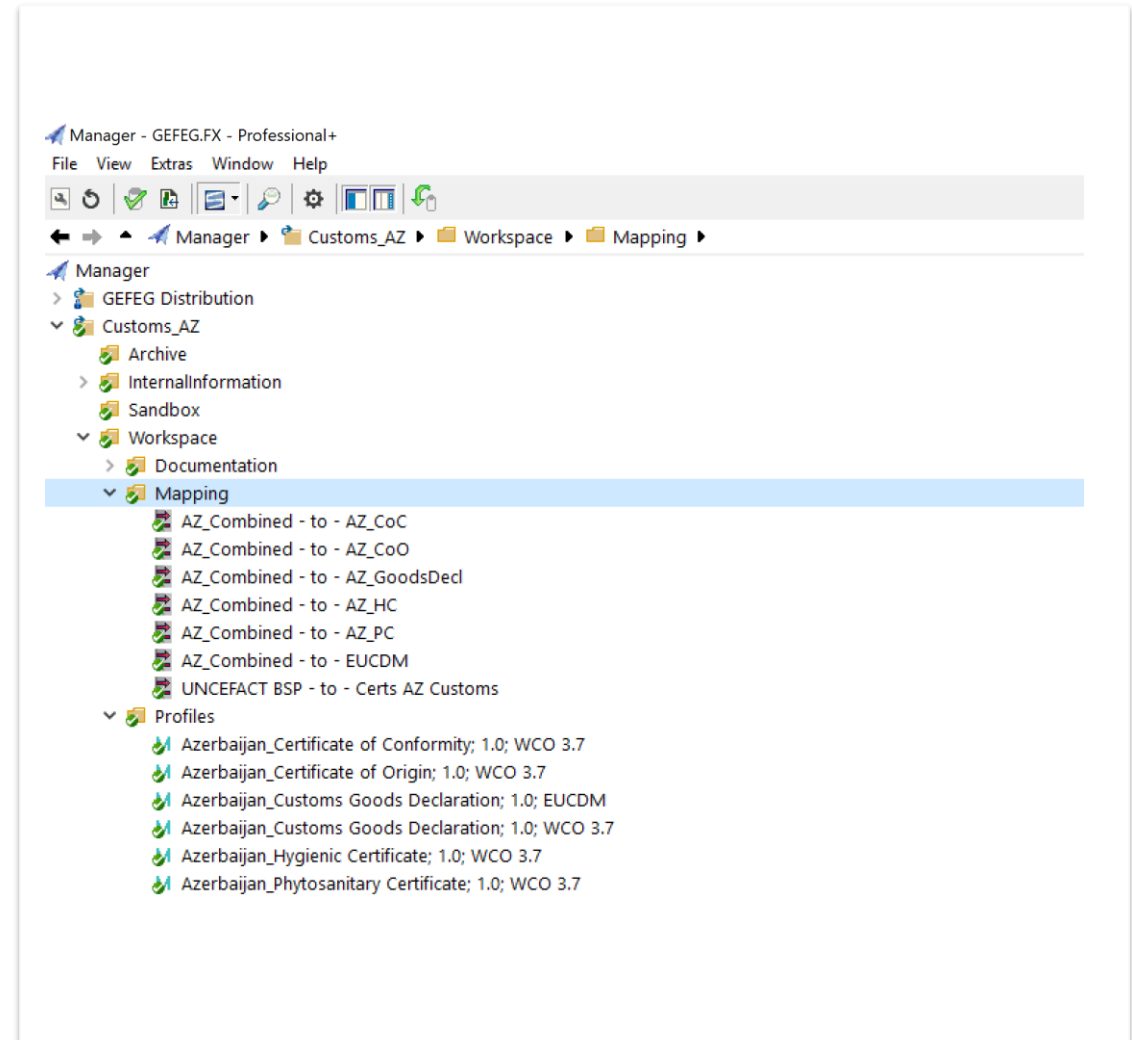 Manager - GEFEG.FX - Professional+
File View Extras Window Help
Manager Customs_AZ Workspace Mapping
Manager
GEFEG Distribution
Customs_AZ
Archive
InternalInformation
Sandbox
Workspace
Documentation
Mapping
AZ_Combined - to - AZ_CoC
AZ_Combined - to - AZ_CoO
AZ_Combined - to - AZ_GoodsDecl
AZ_Combined - to - AZ_HC
AZ_Combined - to - AZ_PC
AZ_Combined - to - EUCDM
UNCEFACT BSP - to - Certs AZ Customs
Profiles
Azerbaijan_Certificate of Conformity; 1.0; WCO 3.7
Azerbaijan_Certificate of Origin; 1.0; WCO 3.7
Azerbaijan_Customs Goods Declaration; 1.0; EUCDM
Azerbaijan_Customs Goods Declaration; 1.0; WCO 3.7
Azerbaijan_Hygienic Certificate; 1.0; WCO 3.7
Azerbaijan_Phytosanitary Certificate; 1.0; WCO 3.7